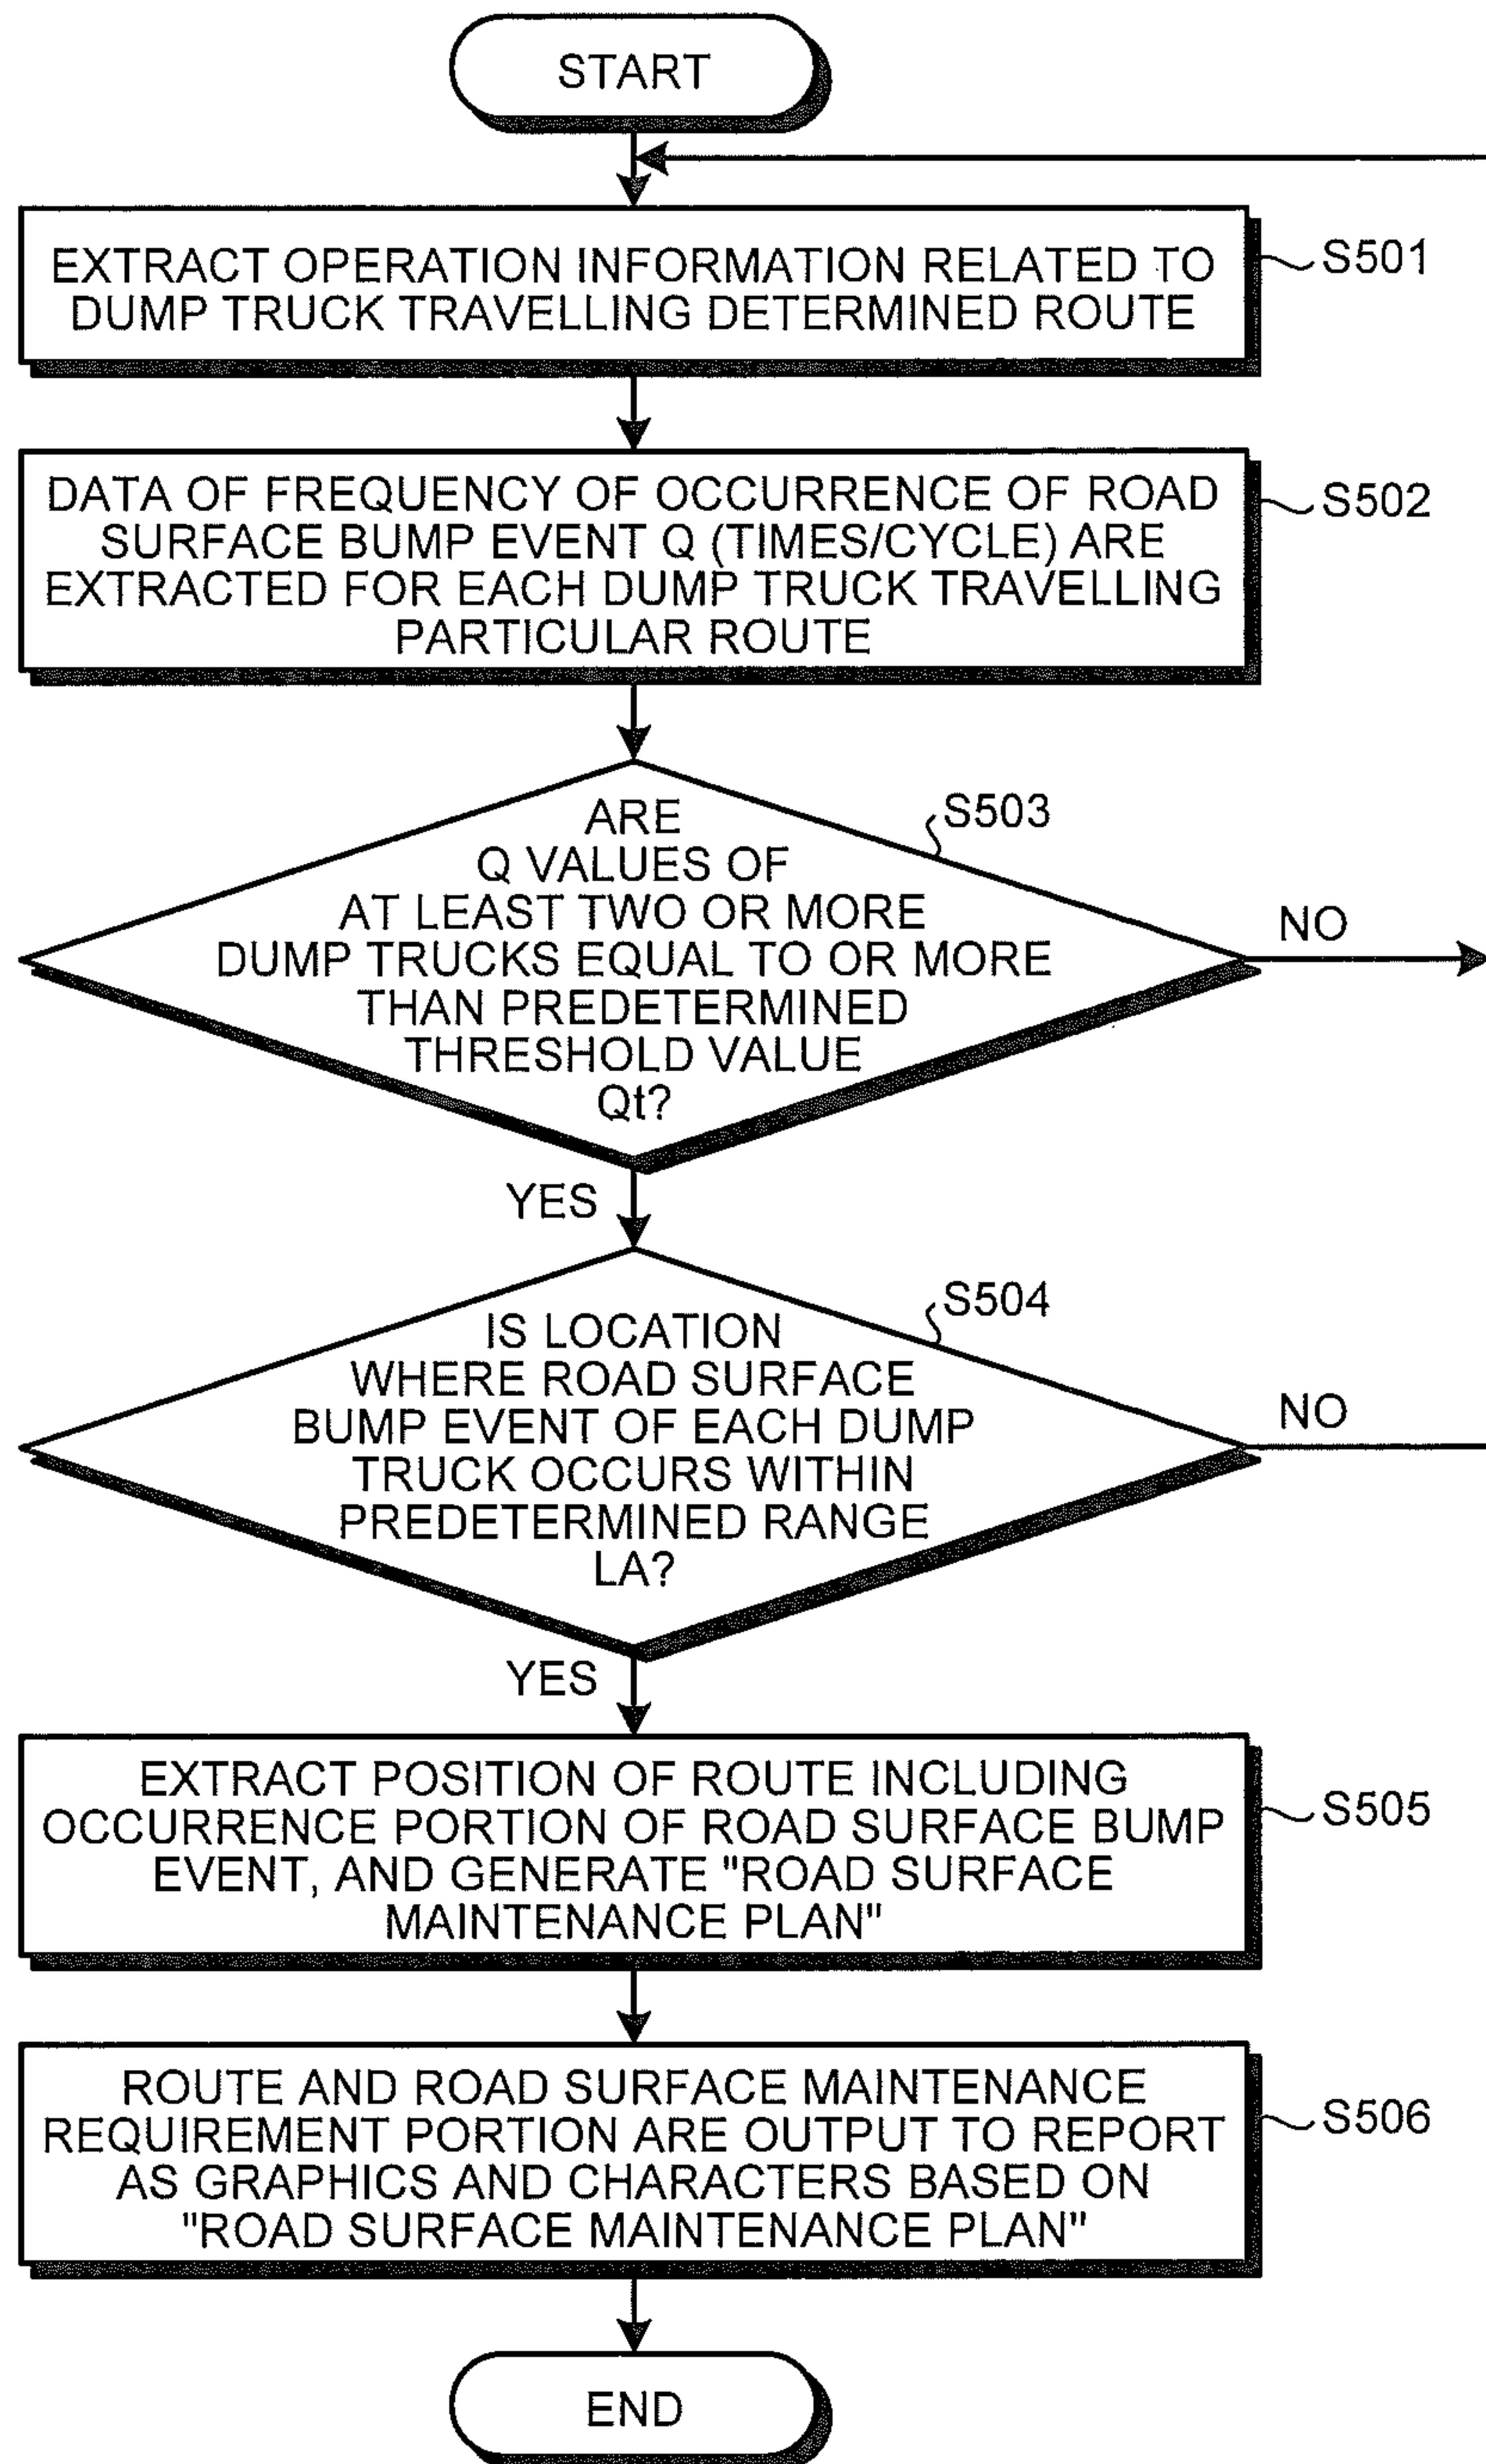 START
EXTRACT OPERATION INFORMATION RELATED TO
DUMP TRUCK TRAVELLING DETERMINED ROUTE
S501
DATA OF FREQUENCY OF OCCURRENCE OF ROAD
SURFACE BUMP EVENT Q (TIMES/CYCLE) ARE
EXTRACTED FOR EACH DUMP TRUCK TRAVELLING
PARTICULAR ROUTE
S502
ARE
Q VALUES OF
AT LEAST TWO OR MORE
DUMP TRUCKS EQUAL TO OR MORE
THAN PREDETERMINED
THRESHOLD VALUE
Qt?
S503
NO
YES
IS LOCATION
WHERE ROAD SURFACE
BUMP EVENT OF EACH DUMP
TRUCK OCCURS WITHIN
PREDETERMINED RANGE
LA?
S504
NO
YES
EXTRACT POSITION OF ROUTE INCLUDING
OCCURRENCE PORTION OF ROAD SURFACE BUMP
EVENT, AND GENERATE "ROAD SURFACE
MAINTENANCE PLAN"
S505
ROUTE AND ROAD SURFACE MAINTENANCE
REQUIREMENT PORTION ARE OUTPUT TO REPORT
AS GRAPHICS AND CHARACTERS BASED ON
"ROAD SURFACE MAINTENANCE PLAN"
S506
END